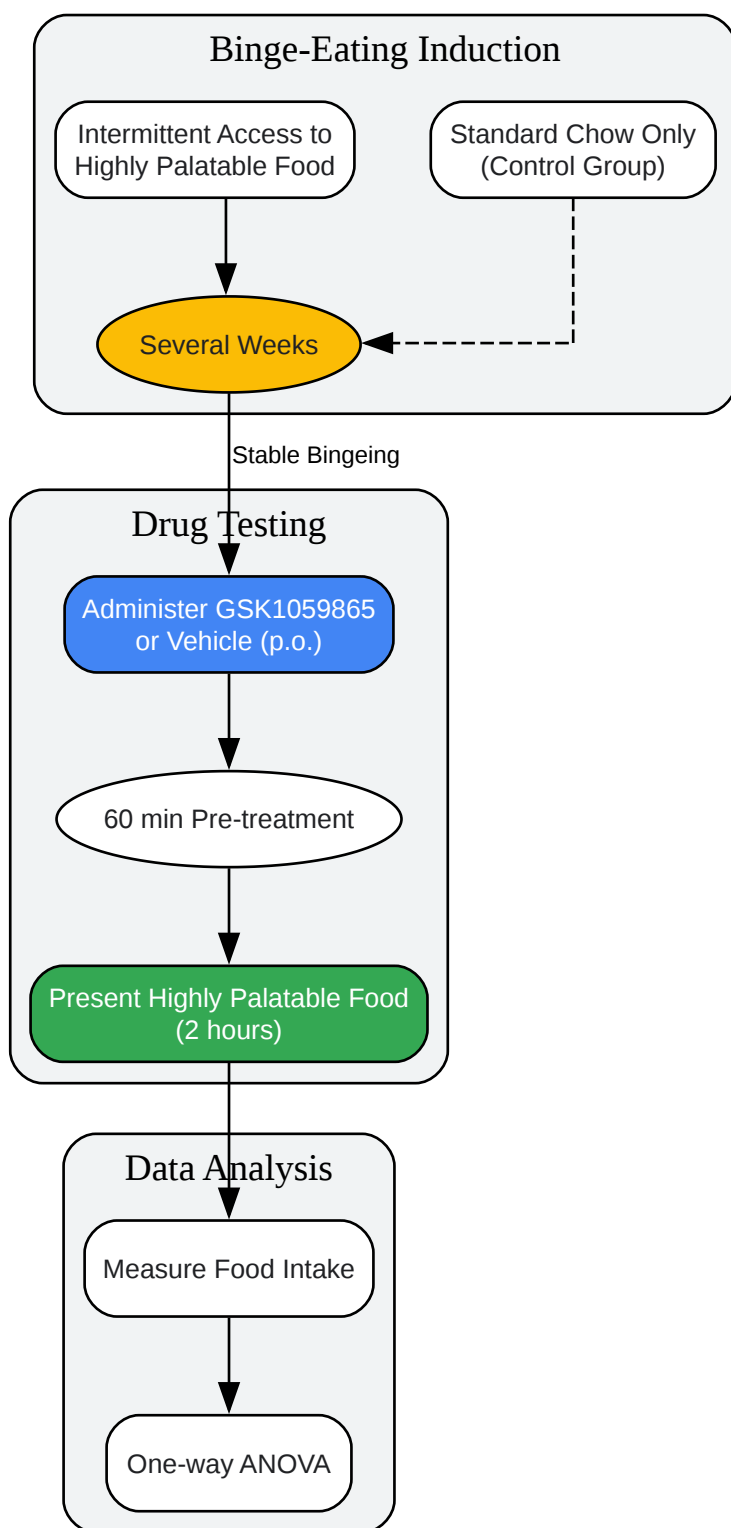 Binge-Eating Induction
Intermittent Access to
Highly Palatable Food
Standard Chow Only
(Control Group)
Several Weeks
Stable Bingeing
Drug Testing
Administer GSK1059865
or Vehicle (p.o.)
60 min Pre-treatment
Present Highly Palatable Food
(2 hours)
Data Analysis
Measure Food Intake
One-way ANOVA